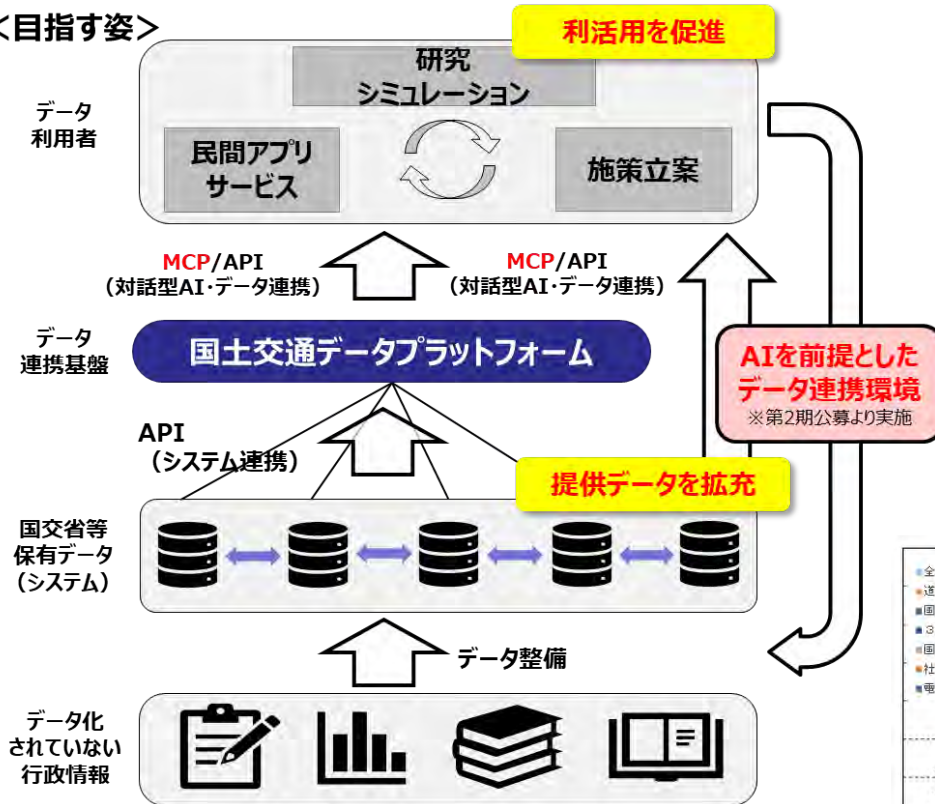 <目指す姿>
利活用を促進
研究
シミュレーション
データ
利用者
民間アプリ
サービス
施策立案
MCP/API
(対話型AI・データ連携)
MCP/API
(対話型AI・データ連携)
データ
連携基盤
国土交通データプラットフォーム
AIを前提とした
データ連携環境
※第2期公募より実施
API
(システム連携)
提供データを拡充
国交省等
保有データ
(システム)
データ整備
データ化
されていない
行政情報
全
道
国
3
国
社
電